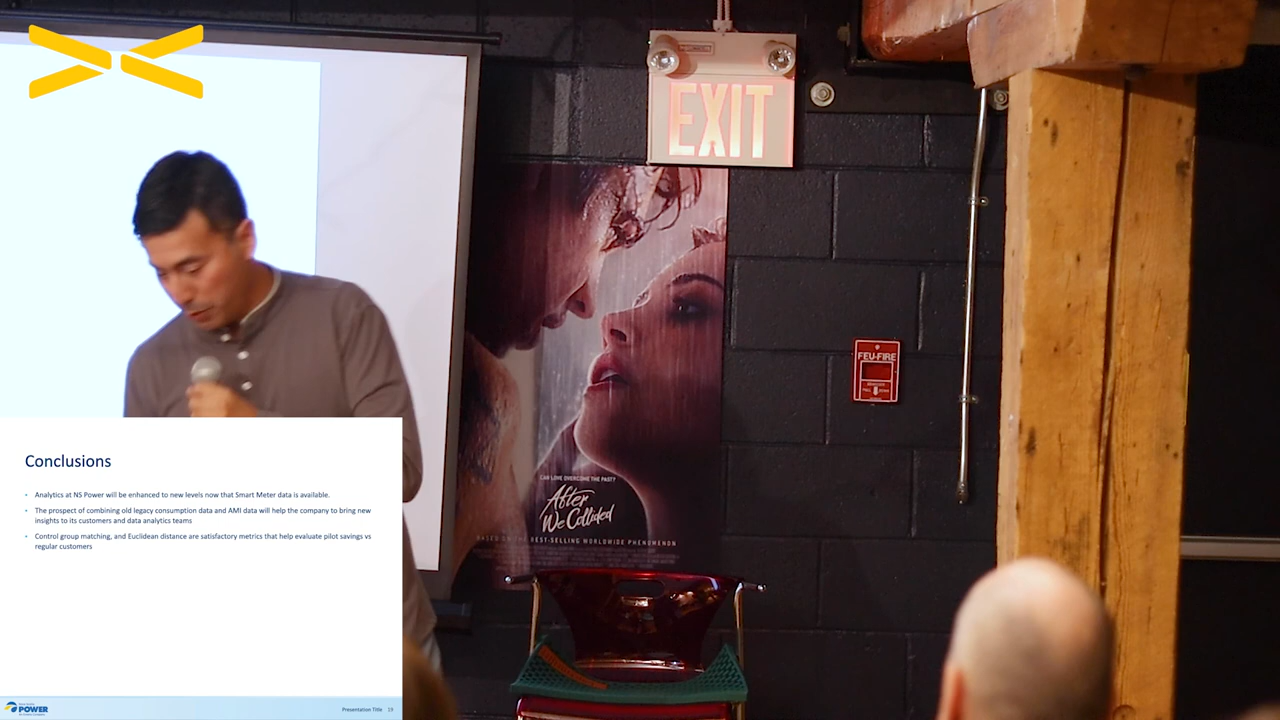 EXIT
FEU-FIRE
CAN LOVE OVERCOME THE PAST?
After
We Collided
BASED ON THE BEST-SELLING WORLDWIDE PHENOMENON
Conclusions
• Analytics at NS Power will be enhanced to new levels now that Smart Meter data is available.
• The prospect of combining old legacy consumption data and AMI data will help the company to bring new
insights to its customers and data analytics teams
• Control group matching, and Euclidean distance are satisfactory metrics that help evaluate pilot savings vs
regular customers
POWER
Presentation Title 19